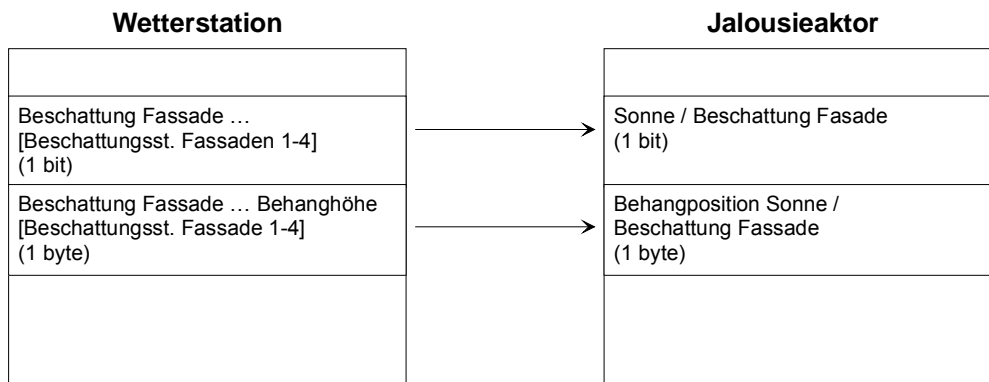 Wetterstation
Jalousieaktor
Beschattung Fassade …
[Beschattungsst. Fassaden 1-4]
(1 bit)
Sonne / Beschattung Fasade
(1 bit)
Beschattung Fassade … Behanghöhe
[Beschattungsst. Fassade 1-4]
(1 byte)
Behangposition Sonne /
Beschattung Fassade
(1 byte)